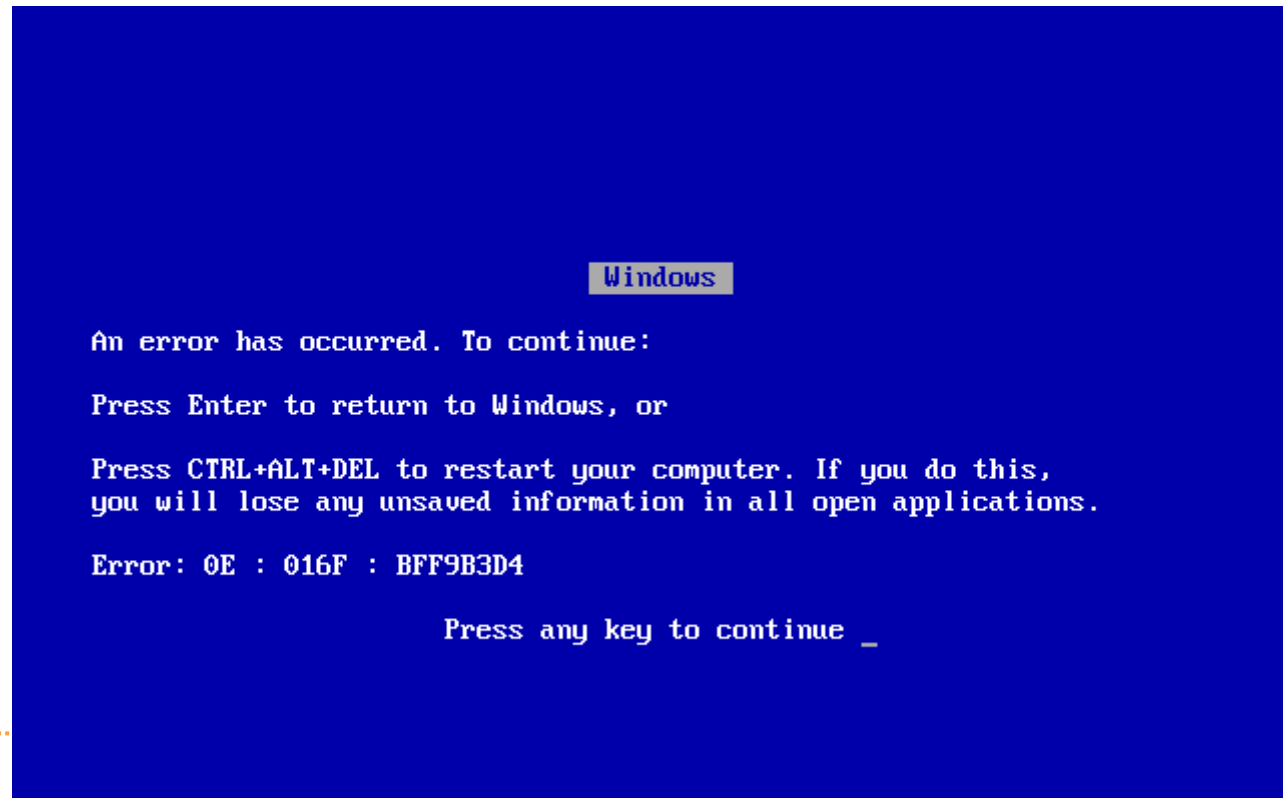 Windows
An error has occurred. To continue:
Press Enter to return to Windows, or
Press CTRL+ALT+DEL to restart your computer. If you do this,
you will lose any unsaved information in all open applications.
Error: 0E : 016F : BFF9B3D4
Press any key to continue _